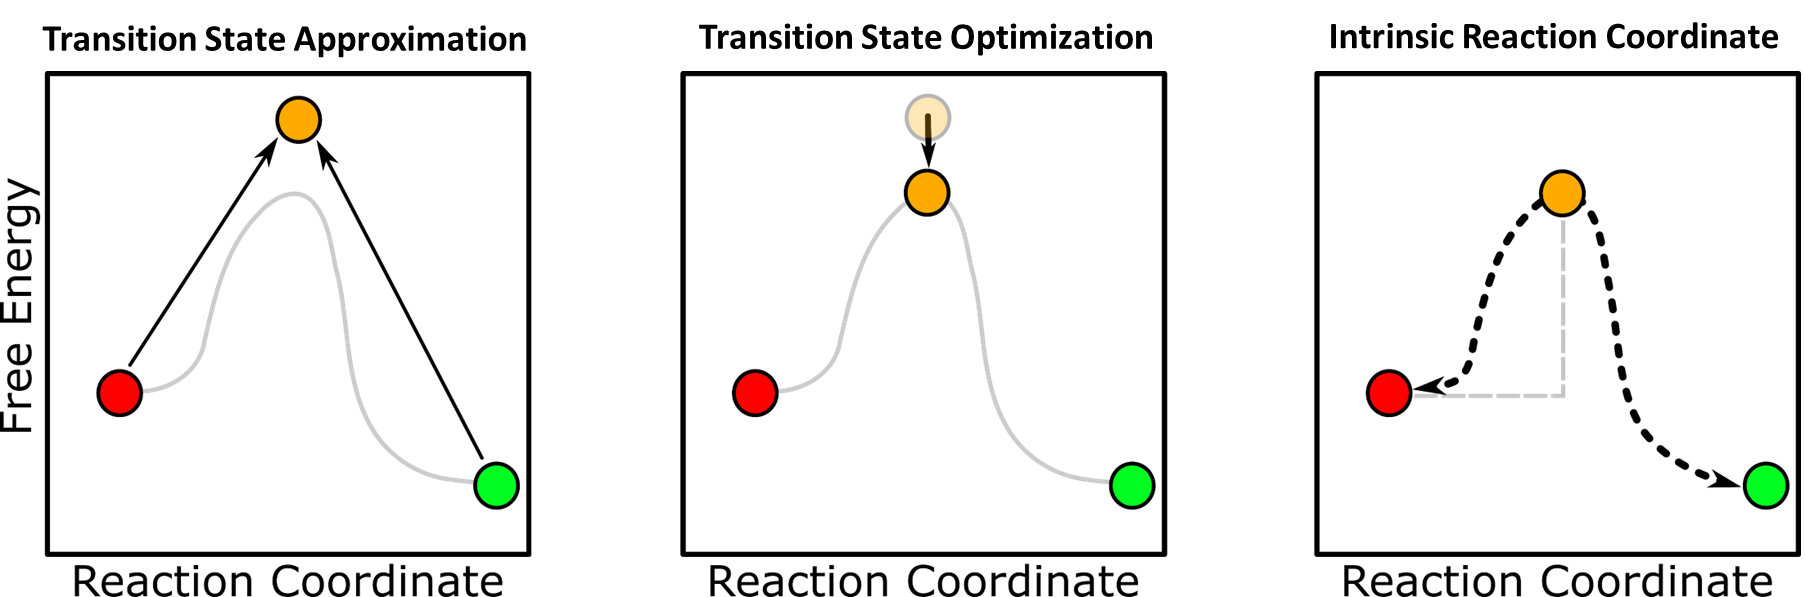 Transition State Approximation
Transition State Optimization
Intrinsic Reaction Coordinate
Free Energy
Reaction Coordinate
Reaction Coordinate
Reaction Coordinate